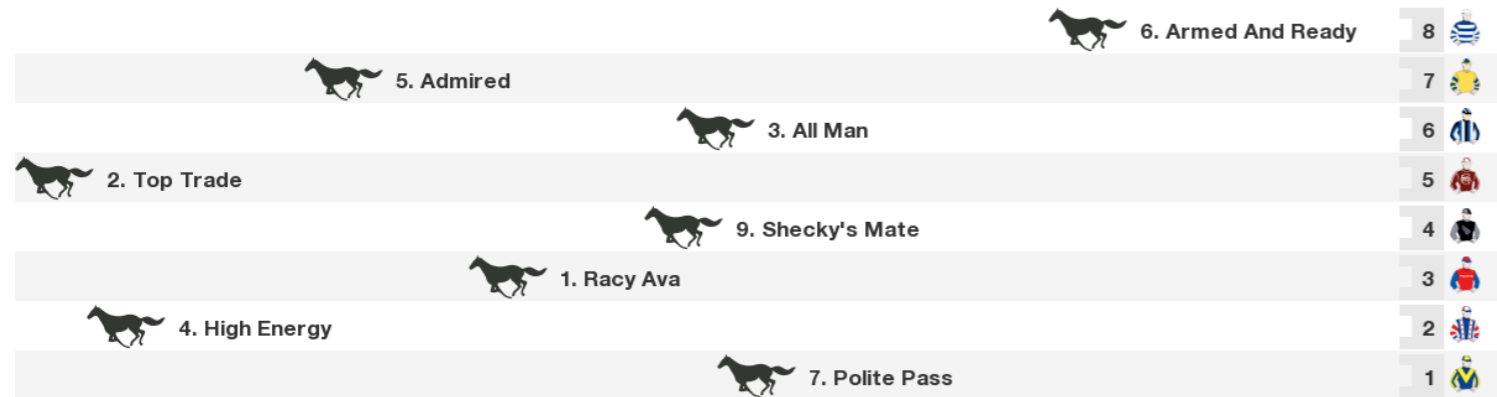 6. Armed And Ready 8
5. Admired 7
3. All Man 6
2. Top Trade 5
9. Shecky's Mate 4
1. Racy Ava 3
4. High Energy 2
7. Polite Pass 1